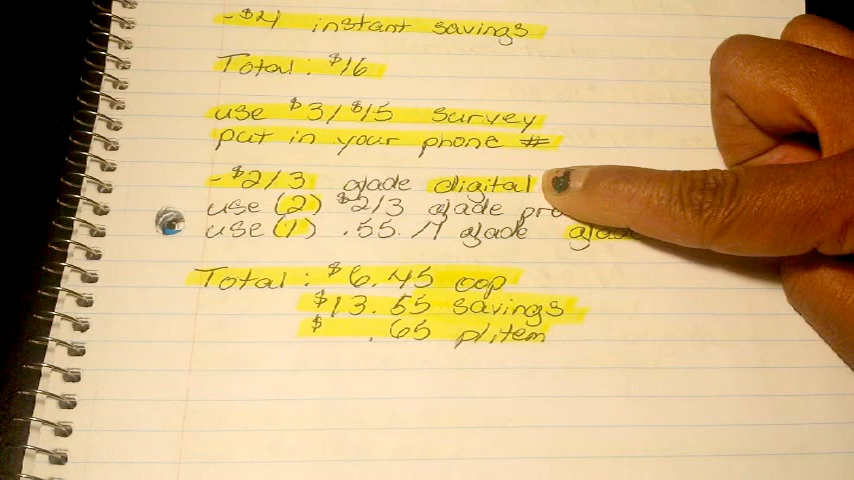 -$4 instant savings
Total: $16
use $3/$15 survey
put in your phone #
-$2/3 glade digital
use (2) $2/3 glade
use (1) .55./1 glade
Total: $6.45 oop
$13.55 savings
$ .65 p/item